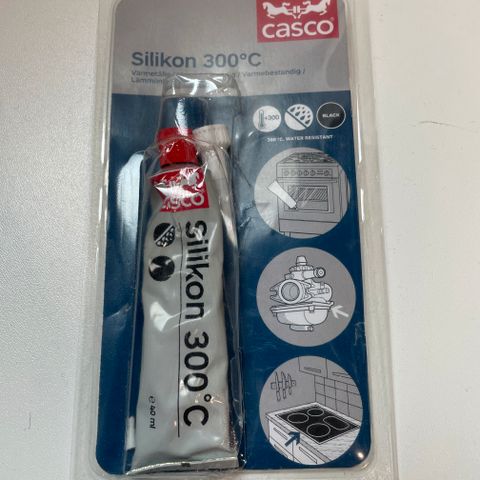 casco
Silikon 300°C
Varmebestandig /
+300
BLACK
300 °C, WATER RESISTANT
casco
Silikon 300°C
e 40 ml